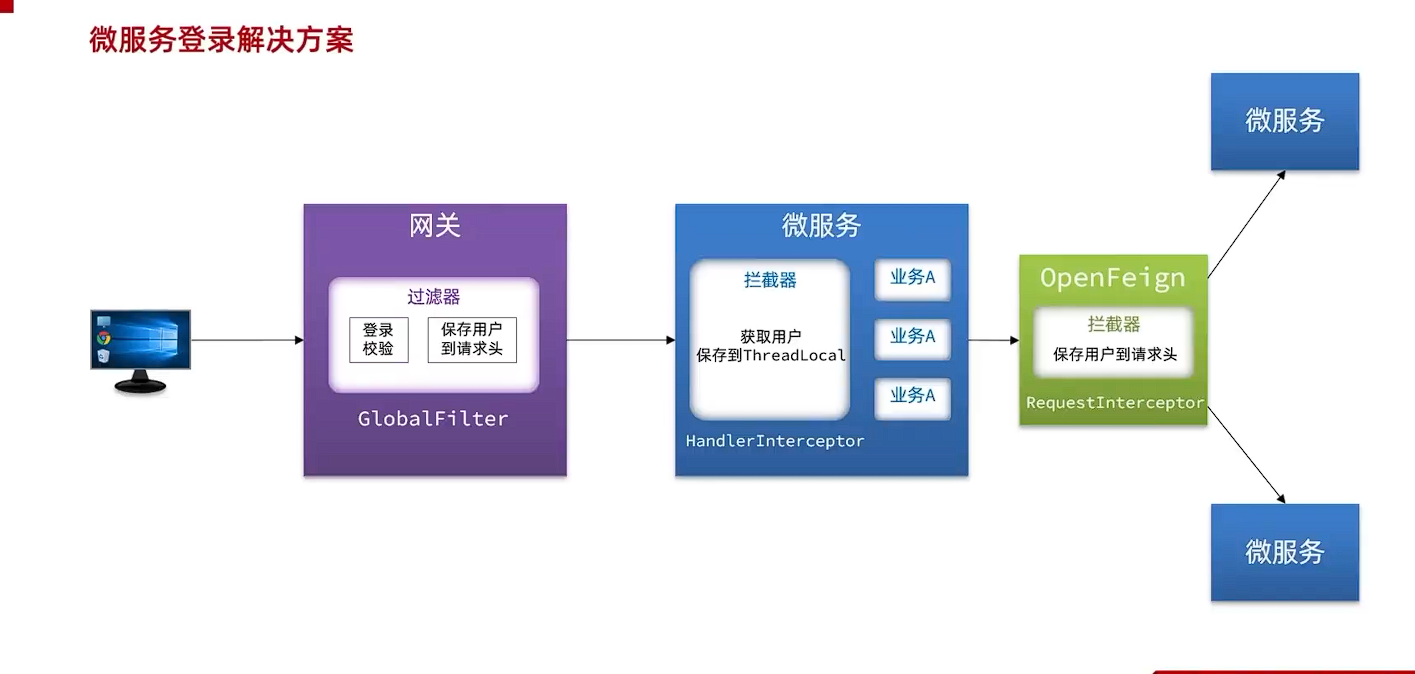 微服务登录解决方案
网关
过滤器
登录
校验
保存用户
到请求头
GlobalFilter
微服务
拦截器
获取用户
保存到ThreadLocal
HandlerInterceptor
业务A
业务A
业务A
OpenFeign
拦截器
保存用户到请求头
RequestInterceptor
微服务
微服务